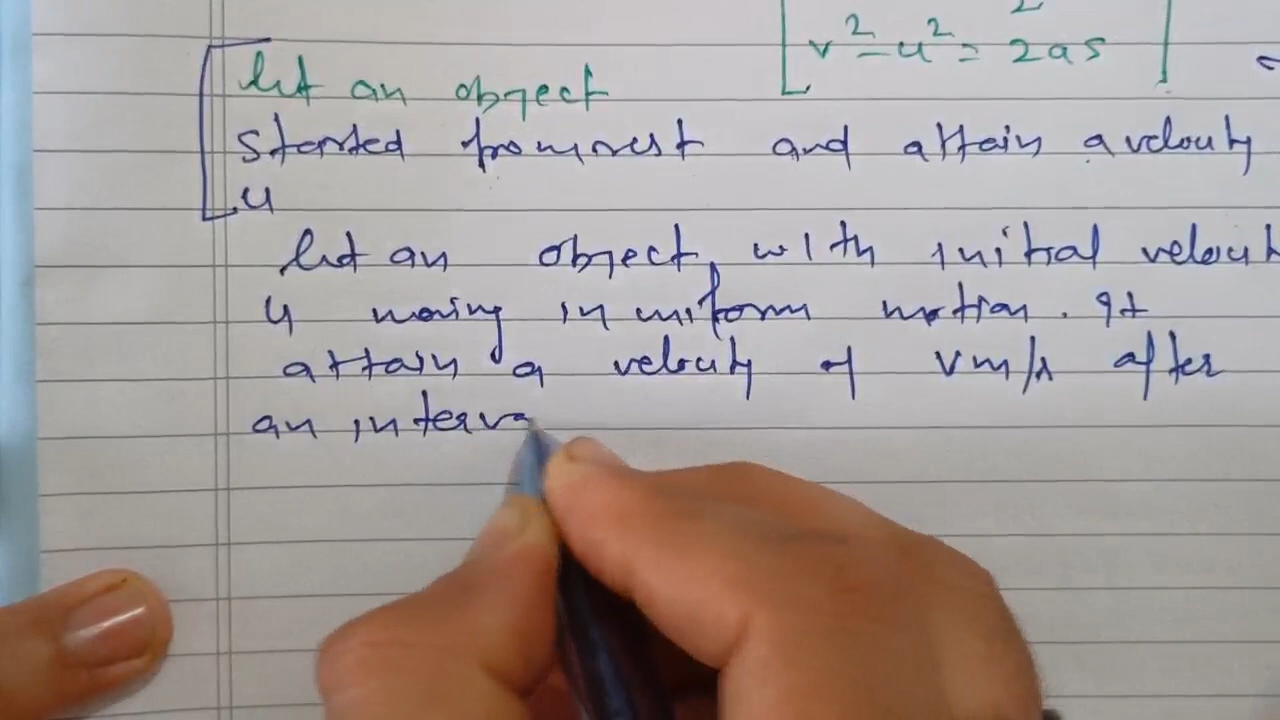 v² - u² = 2as
let an object
started from rest and attain a velocity
u
let an object, with initial velocit
u moving in uniform motion. It
attain a velocity of v m/s after
an interva